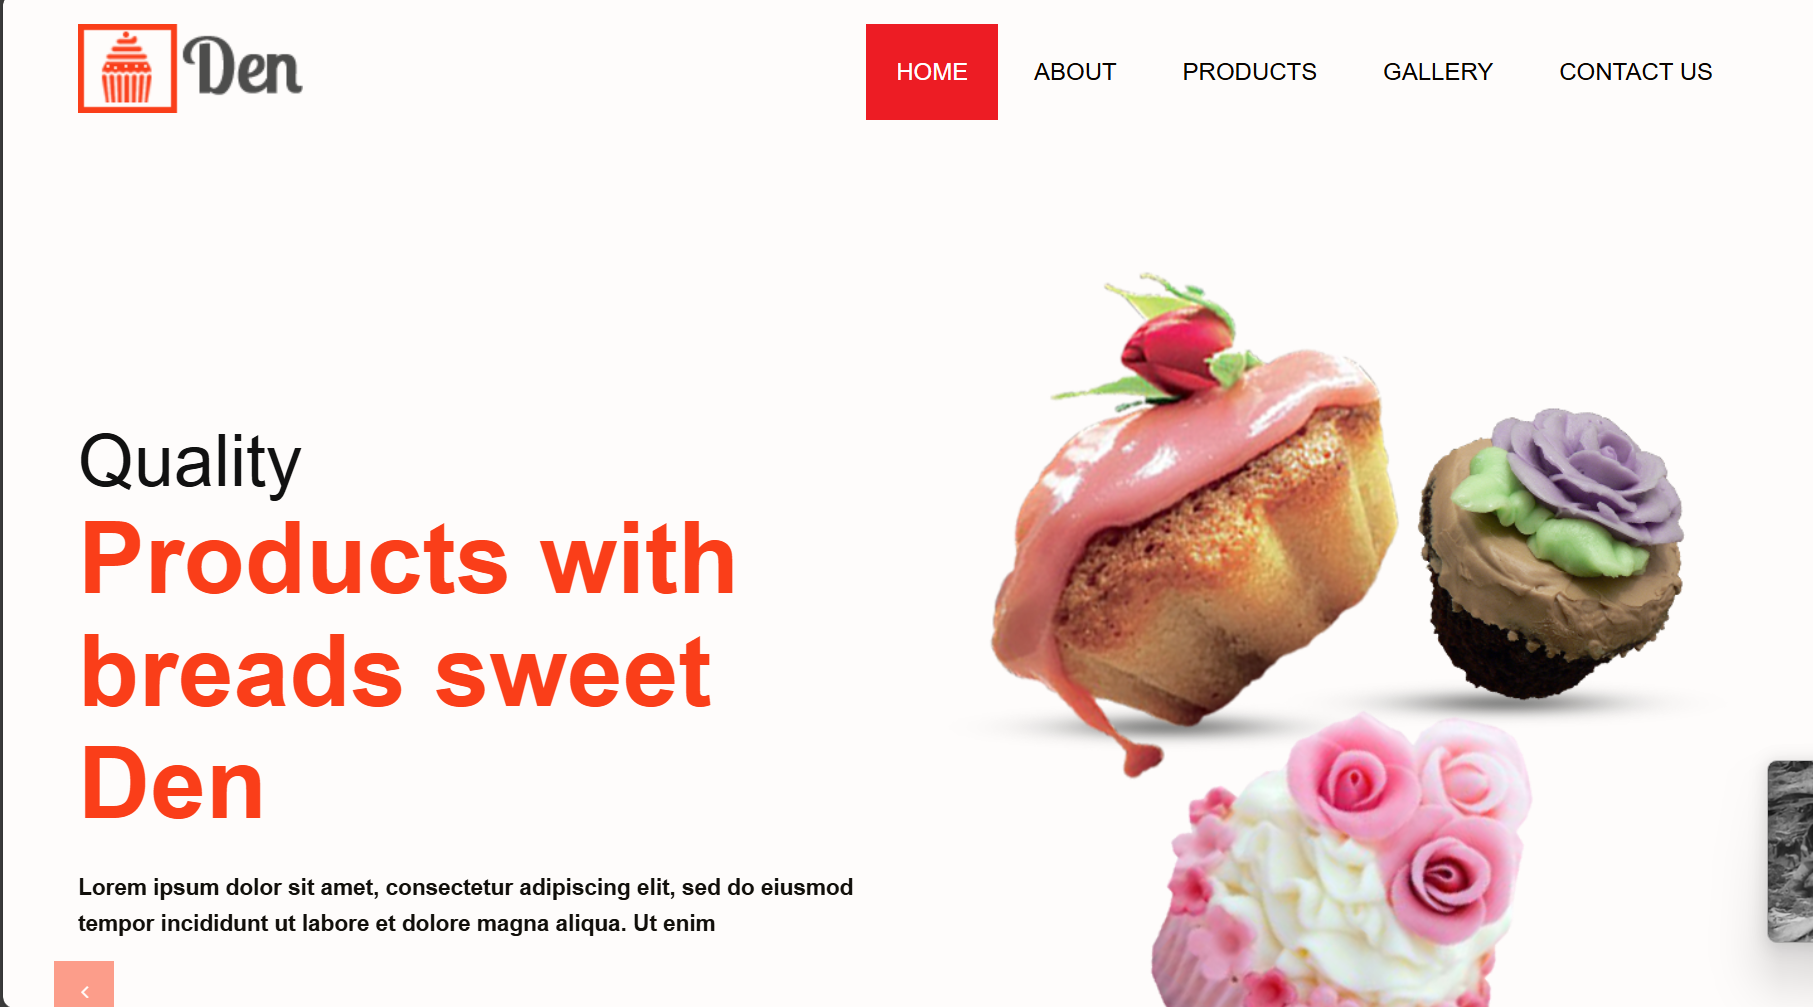 Den
HOME
ABOUT
PRODUCTS
GALLERY
CONTACT US
Quality
Products with
breads sweet
Den
Lorem ipsum dolor sit amet, consectetur adipiscing elit, sed do eiusmod
tempor incididunt ut labore et dolore magna aliqua. Ut enim